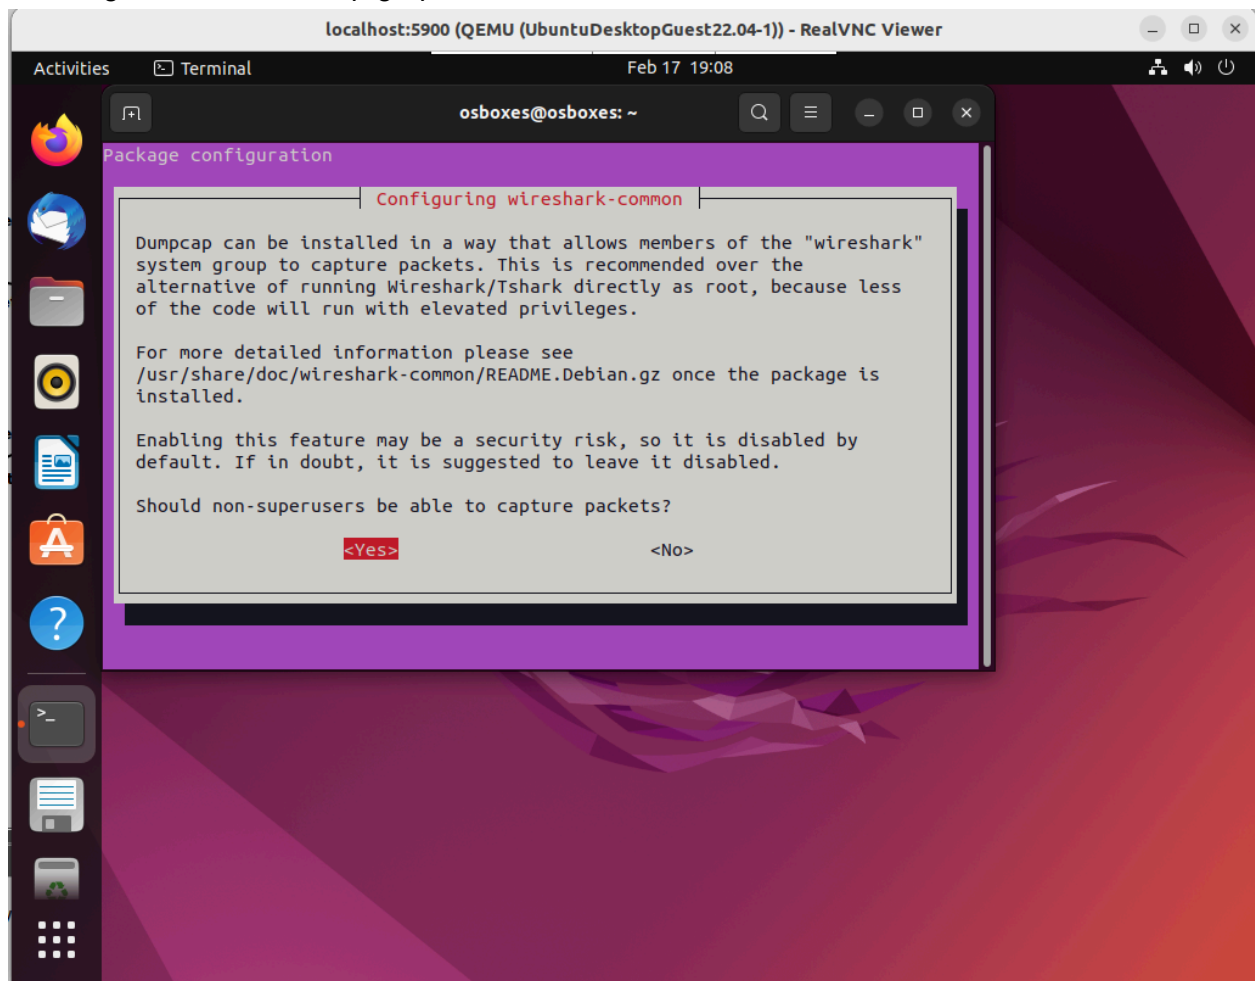 localhost:5900 (QEMU (UbuntuDesktopGuest22.04-1)) - RealVNC Viewer
Activities Terminal Feb 17 19:08
osboxes@osboxes: ~
Package configuration
Configuring wireshark-common
Dumpcap can be installed in a way that allows members of the "wireshark"
system group to capture packets. This is recommended over the
alternative of running Wireshark/Tshark directly as root, because less
of the code will run with elevated privileges.
For more detailed information please see
/usr/share/doc/wireshark-common/README.Debian.gz once the package is
installed.
Enabling this feature may be a security risk, so it is disabled by
default. If in doubt, it is suggested to leave it disabled.
Should non-superusers be able to capture packets?
<Yes> <No>